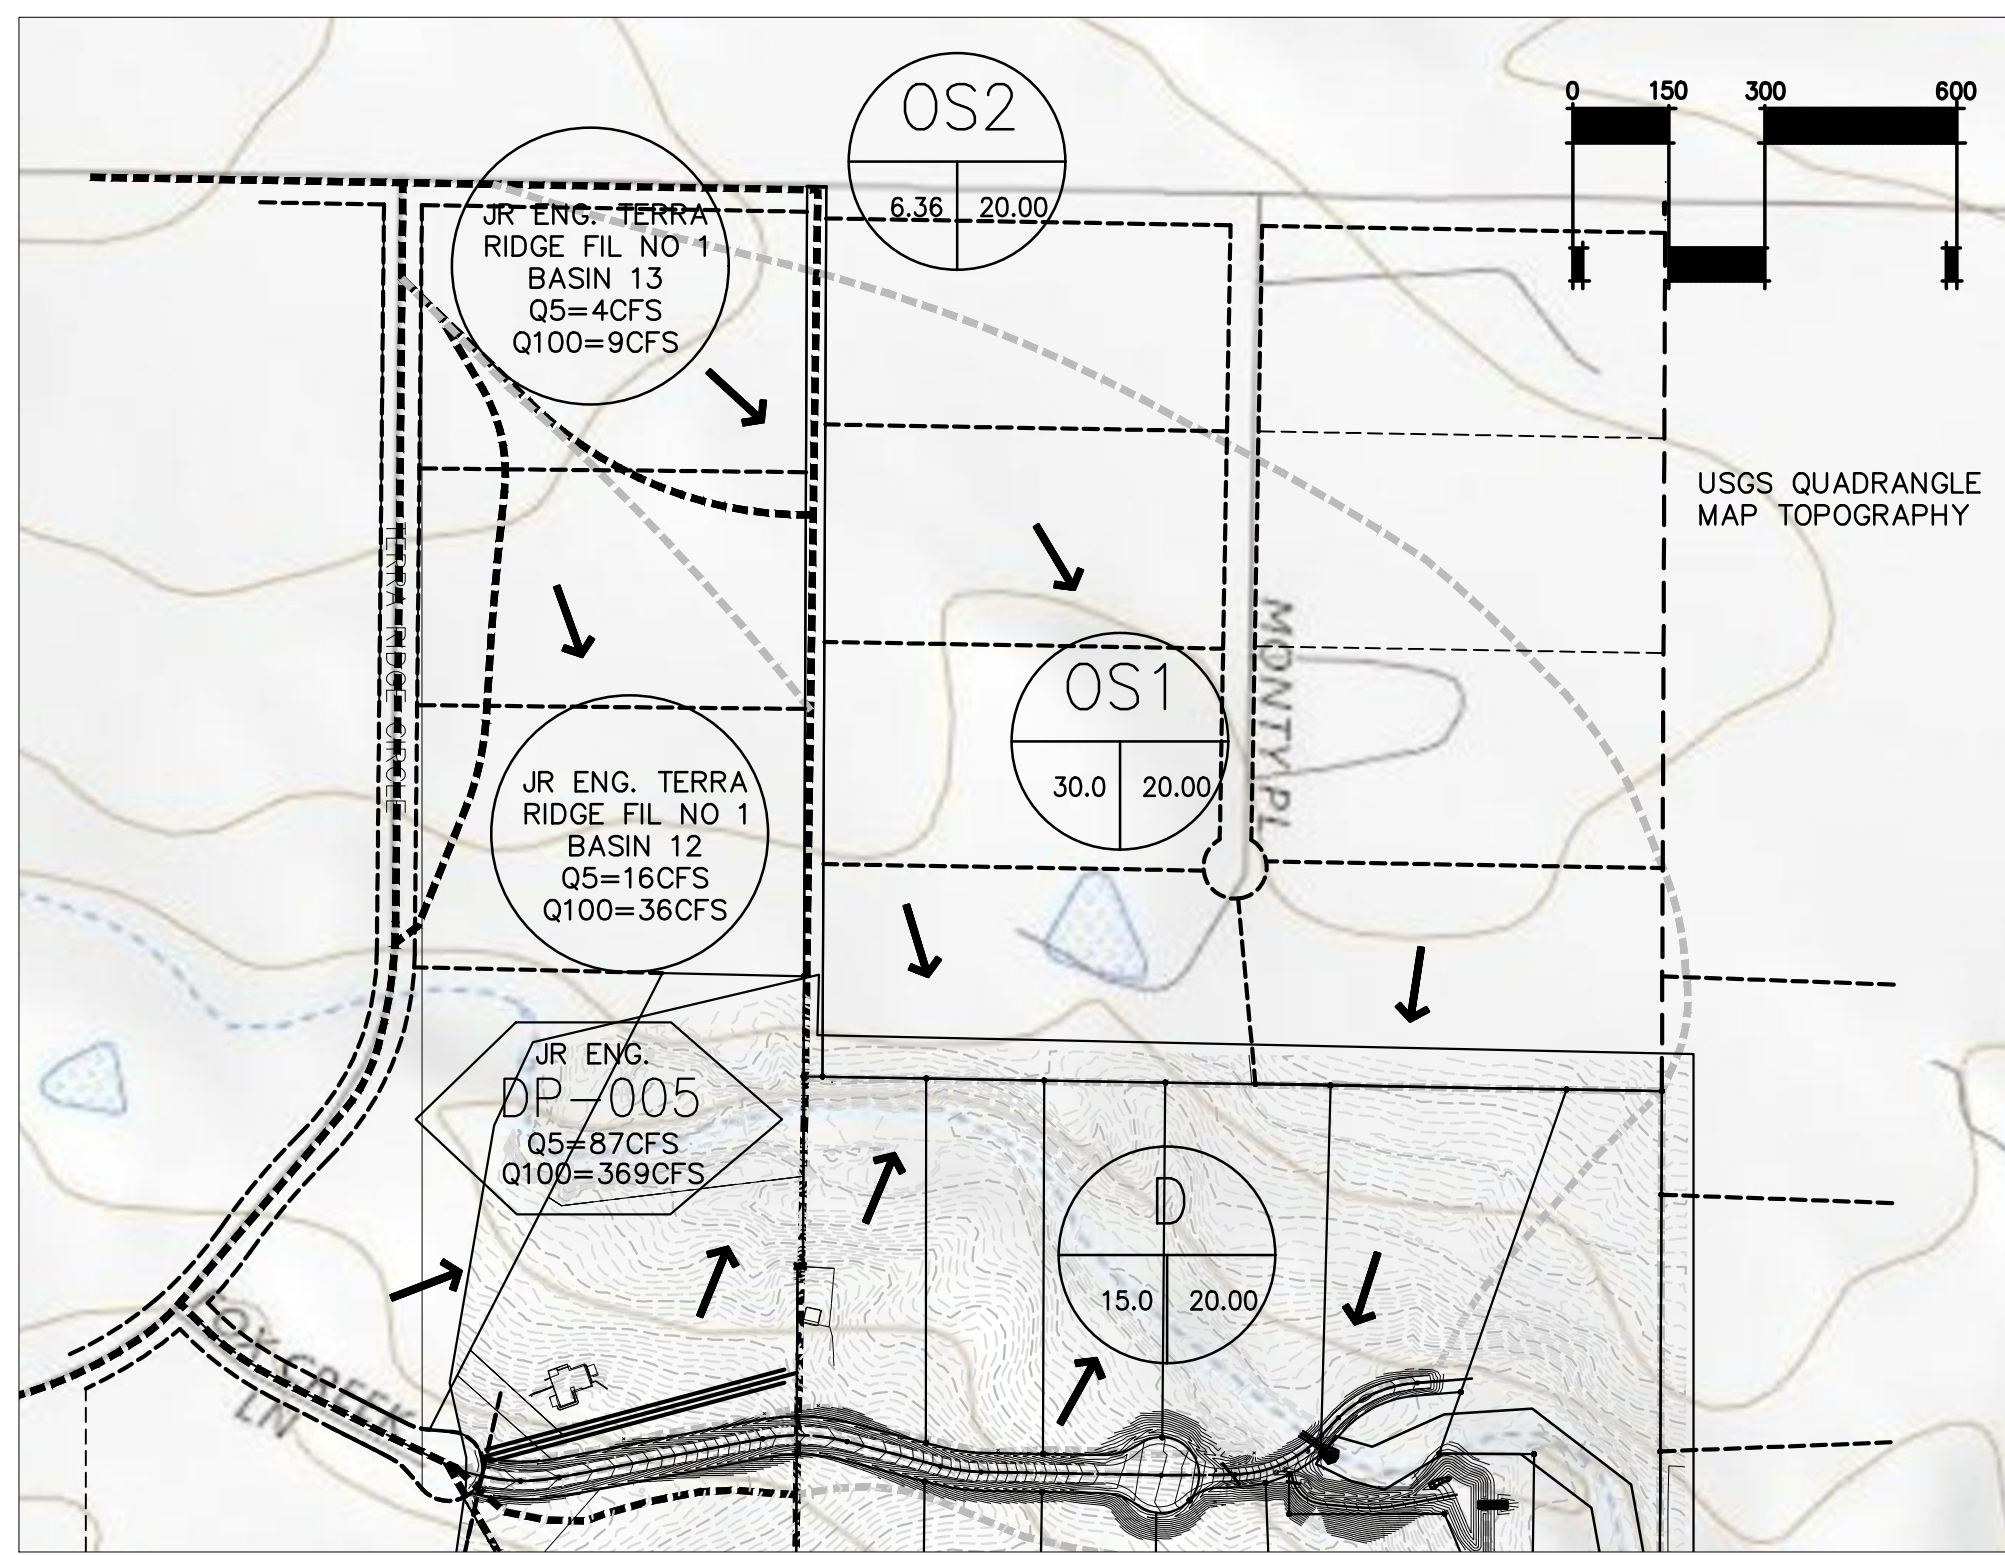 OS2
6.36 20.00
0 150 300 600
JR ENG. TERRA
RIDGE FIL NO 1
BASIN 13
Q5=4CFS
Q100=9CFS
USGS QUADRANGLE
MAP TOPOGRAPHY
TERRA RIDGE CIRCLE
MONTY PL
OS1
30.0 20.00
JR ENG. TERRA
RIDGE FIL NO 1
BASIN 12
Q5=16CFS
Q100=36CFS
JR ENG.
DP-005
Q5=87CFS
Q100=369CFS
D
15.0 20.00
OX CREEK
LN